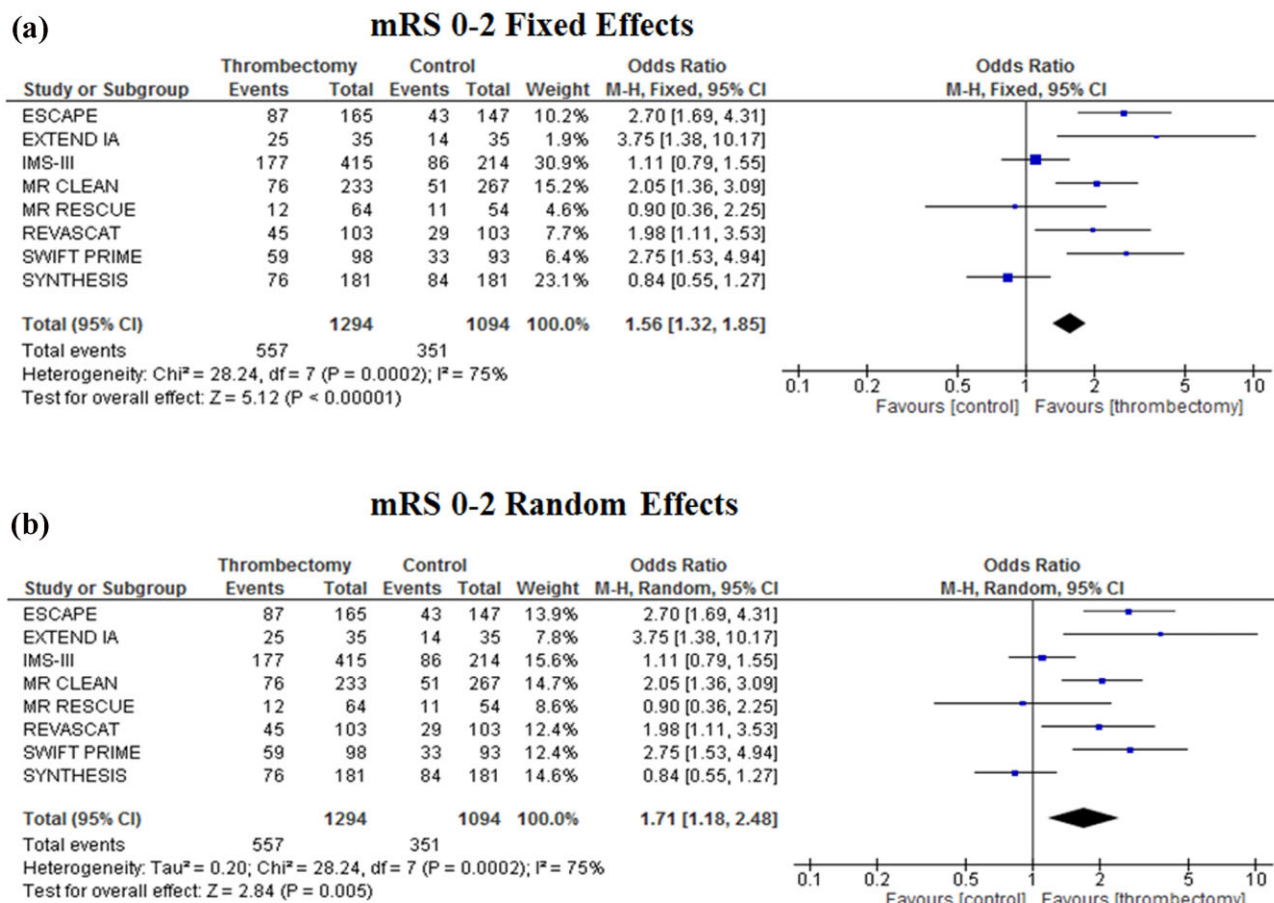 (a)
mRS 0-2 Fixed Effects
Thrombectomy Control Odds Ratio Odds Ratio
Study or Subgroup Events Total Events Total Weight M-H, Fixed, 95% CI M-H, Fixed, 95% CI
ESCAPE 87 165 43 147 10.2% 2.70 [1.69, 4.31]
EXTEND IA 25 35 14 35 1.9% 3.75 [1.38, 10.17]
IMS-III 177 415 86 214 30.9% 1.11 [0.79, 1.55]
MR CLEAN 76 233 51 267 15.2% 2.05 [1.36, 3.09]
MR RESCUE 12 64 11 54 4.6% 0.90 [0.36, 2.25]
REVASCAT 45 103 29 103 7.7% 1.98 [1.11, 3.53]
SWIFT PRIME 59 98 33 93 6.4% 2.75 [1.53, 4.94]
SYNTHESIS 76 181 84 181 23.1% 0.84 [0.55, 1.27]
Total (95% CI) 1294 1094 100.0% 1.56 [1.32, 1.85]
Total events 557 351
Heterogeneity: Chi² = 28.24, df = 7 (P = 0.0002); I² = 75%
Test for overall effect: Z = 5.12 (P < 0.00001)
0.1 0.2 0.5 1 2 5 10
Favours [control] Favours [thrombectomy]
(b)
mRS 0-2 Random Effects
Thrombectomy Control Odds Ratio Odds Ratio
Study or Subgroup Events Total Events Total Weight M-H, Random, 95% CI M-H, Random, 95% CI
ESCAPE 87 165 43 147 13.9% 2.70 [1.69, 4.31]
EXTEND IA 25 35 14 35 7.8% 3.75 [1.38, 10.17]
IMS-III 177 415 86 214 15.6% 1.11 [0.79, 1.55]
MR CLEAN 76 233 51 267 14.7% 2.05 [1.36, 3.09]
MR RESCUE 12 64 11 54 8.6% 0.90 [0.36, 2.25]
REVASCAT 45 103 29 103 12.4% 1.98 [1.11, 3.53]
SWIFT PRIME 59 98 33 93 12.4% 2.75 [1.53, 4.94]
SYNTHESIS 76 181 84 181 14.6% 0.84 [0.55, 1.27]
Total (95% CI) 1294 1094 100.0% 1.71 [1.18, 2.48]
Total events 557 351
Heterogeneity: Tau² = 0.20; Chi² = 28.24, df = 7 (P = 0.0002); I² = 75%
Test for overall effect: Z = 2.84 (P = 0.005)
0.1 0.2 0.5 1 2 5 10
Favours [control] Favours [thrombectomy]